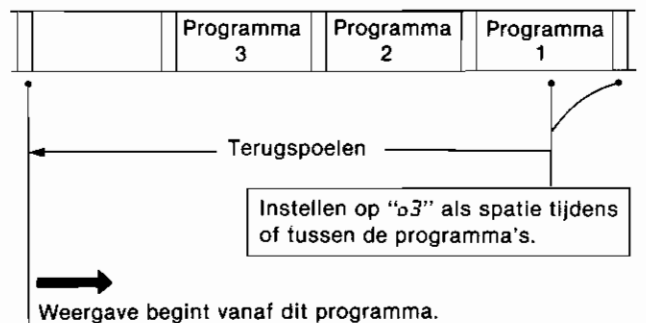 Programma
3
Programma
2
Programma
1
Terugspoelen
Instellen op “ɒ3” als spatie tijdens
of tussen de programma's.
Weergave begint vanaf dit programma.